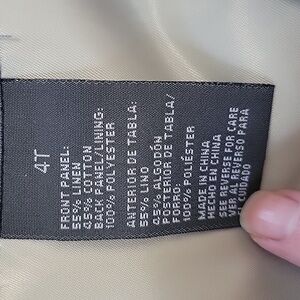 4T
FRONT PANEL:
55% LINEN
45% COTTON
BACK PANEL/LINING:
100% POLYESTER
ANTERIOR DE TABLA:
55% LINO
45% ALGODÓN
POSTERIOR DE TABLA/
FORRO:
100% POLIÉSTER
MADE IN CHINA
HECHO EN CHINA
SEE REVERSE FOR CARE
VER AL REVERSO PARA
EL CUIDADO